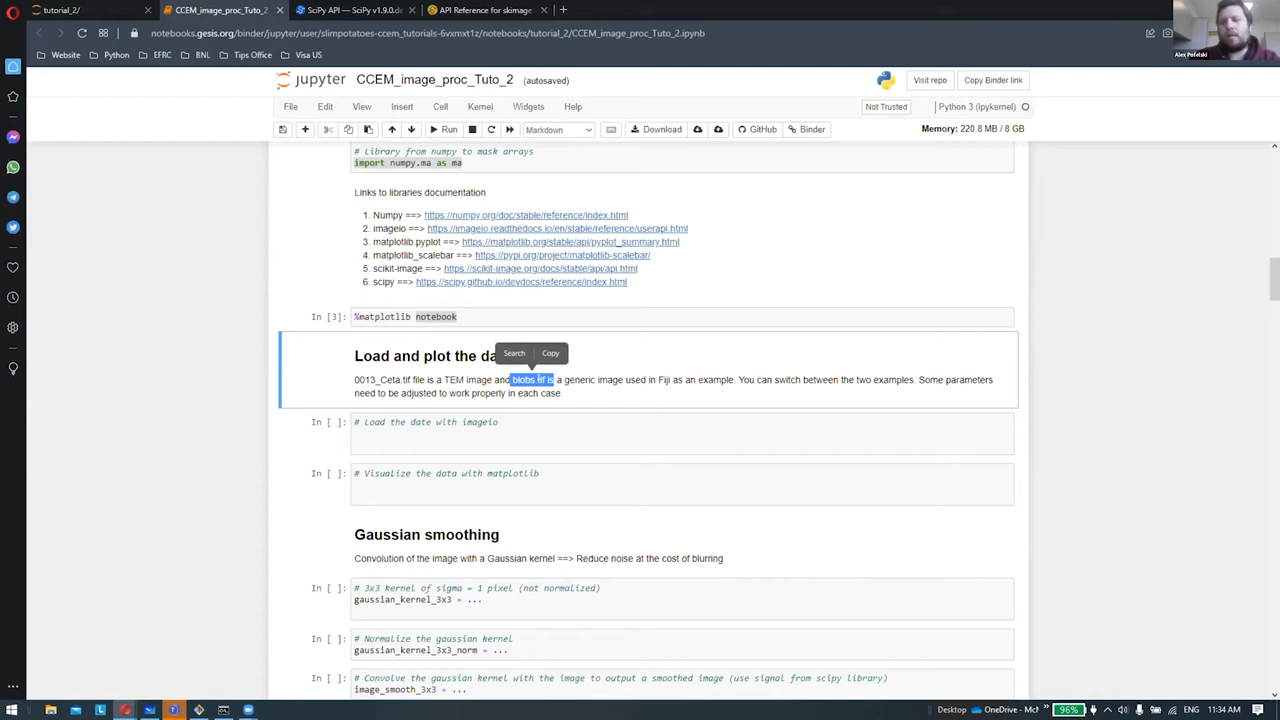 tutorial_2/
CCEM_image_proc_Tuto_2
SciPy API — SciPy v1.9.0.de
API Reference for skimage
notebooks.gesis.org/binder/jupyter/user/slimpotatoes-ccem_tutorials-6vxmxt1z/notebooks/tutorial_2/CCEM_image_proc_Tuto_2.ipynb
Alex Pofelski
Website
Python
EFRC
BNL
Tips Office
Visa US
jupyter CCEM_image_proc_Tuto_2 (autosaved)
Visit repo
Copy Binder link
File Edit View Insert Cell Kernel Widgets Help
Not Trusted
Python 3 (ipykernel)
Run
Markdown
Download
GitHub
Binder
Memory: 220.8 MB / 8 GB
# Library from numpy to mask arrays
import numpy.ma as ma
Links to libraries documentation
1. Numpy ==> https://numpy.org/doc/stable/reference/index.html
2. imageio ==> https://imageio.readthedocs.io/en/stable/reference/userapi.html
3. matplotlib.pyplot ==> https://matplotlib.org/stable/api/pyplot_summary.html
4. matplotlib_scalebar ==> https://pypi.org/project/matplotlib-scalebar/
5. scikit-image ==> https://scikit-image.org/docs/stable/api/api.html
6. scipy ==> https://scipy.github.io/devdocs/reference/index.html
In [3]: %matplotlib notebook
Search Copy
Load and plot the da
0013_Ceta.tif file is a TEM image and blobs.tif is a generic image used in Fiji as an example. You can switch between the two examples. Some parameters
need to be adjusted to work properly in each case.
In [ ]: # Load the date with imageio
In [ ]: # Visualize the data with matplotlib
Gaussian smoothing
Convolution of the image with a Gaussian kernel ==> Reduce noise at the cost of blurring
In [ ]: # 3x3 kernel of sigma = 1 pixel (not normalized)
gaussian_kernel_3x3 = ...
In [ ]: # Normalize the gaussian kernel
gaussian_kernel_3x3_norm = ...
In [ ]: # Convolve the gaussian kernel with the image to output a smoothed image (use signal from scipy library)
image_smooth_3x3 = ...
Desktop
OneDrive - McM
96%
ENG
11:34 AM